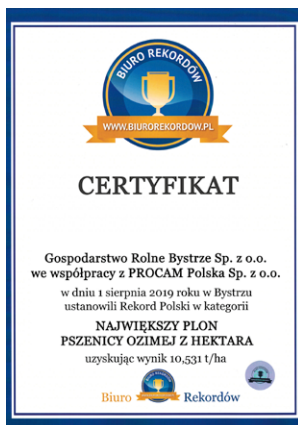 BIURO REKORDÓW
WWW.BIUROREKORDOW.PL
CERTYFIKAT
Gospodarstwo Rolne Bystrze Sp. z o.o.
we współpracy z PROCAM Polska Sp. z o.o.
w dniu 1 sierpnia 2019 roku w Bystrzu
ustanowili Rekord Polski w kategorii
NAJWIĘKSZY PLON
PSZENICY OZIMEJ Z HEKTARA
uzyskując wynik 10,531 t/ha
Biuro Rekordów